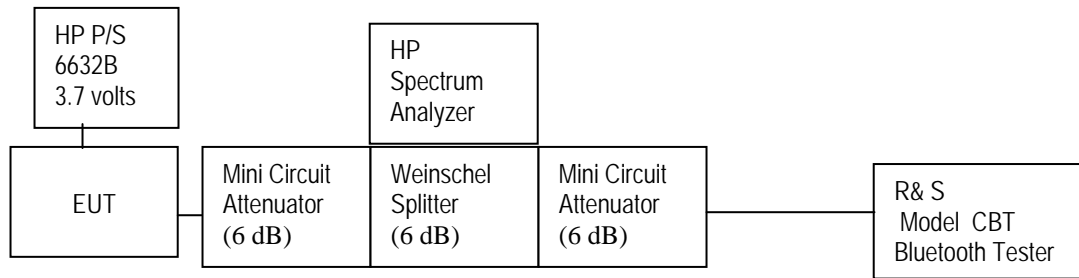 HP P/S
6632B
3.7 volts
HP
Spectrum
Analyzer
EUT
Mini Circuit
Attenuator
(6 dB)
Weinschel
Splitter
(6 dB)
Mini Circuit
Attenuator
(6 dB)
R& S
Model CBT
Bluetooth Tester